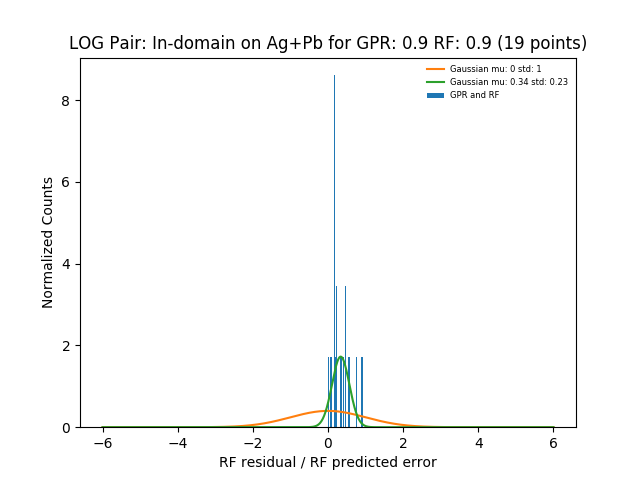 LOG Pair: In-domain on Ag+Pb for GPR: 0.9 RF: 0.9 (19 points)
Gaussian mu: 0 std: 1
Gaussian mu: 0.34 std: 0.23
GPR and RF
Normalized Counts
8
6
4
2
0
−6 −4 −2 0 2 4 6
RF residual / RF predicted error